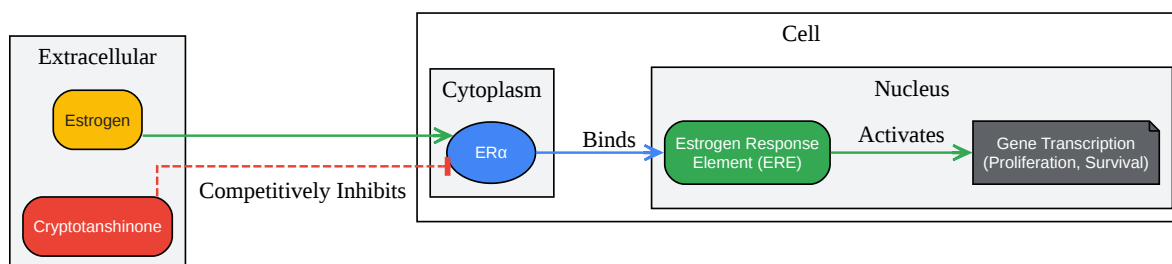 Cell
Extracellular
Cytoplasm
Nucleus
Estrogen
ERα
Binds
Estrogen Response
Element (ERE)
Activates
Gene Transcription
(Proliferation, Survival)
Competitively Inhibits
Cryptotanshinone